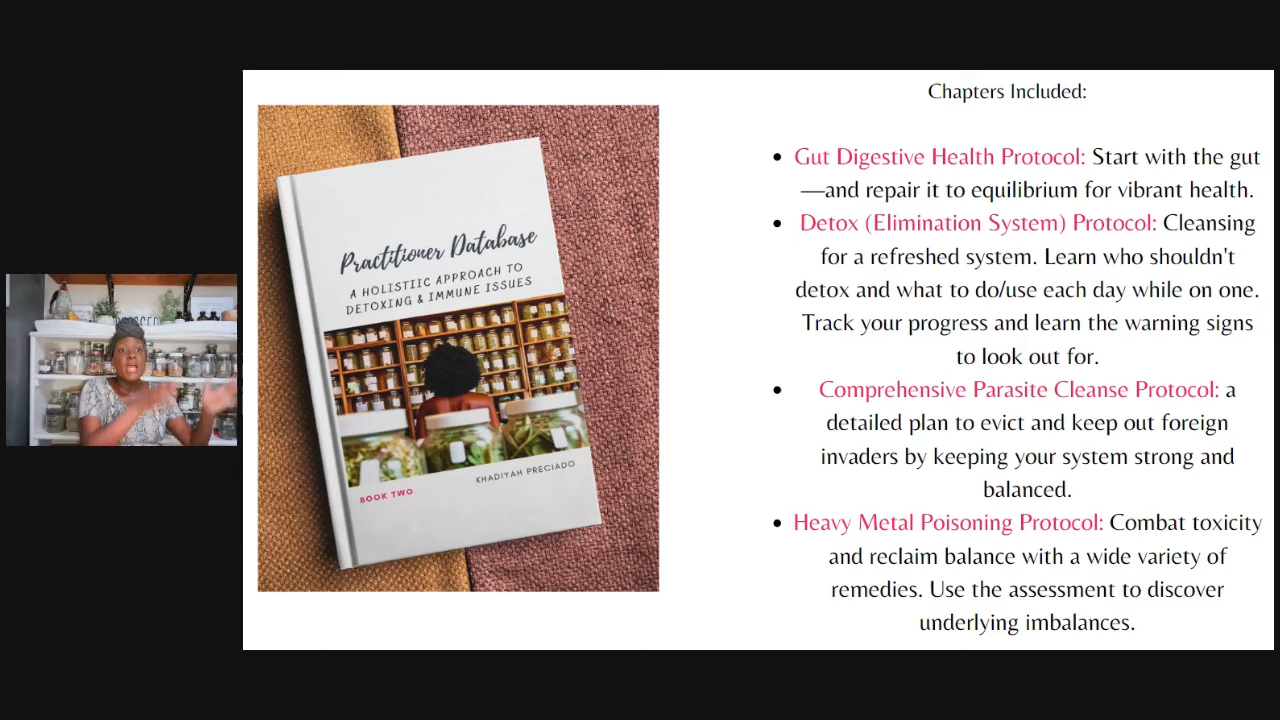 Practitioner Database
A HOLISTIIC APPROACH TO
DETOXING & IMMUNE ISSUES
KHADIYAH PRECIADO
BOOK TWO
Chapters Included:
• Gut Digestive Health Protocol: Start with the gut
—and repair it to equilibrium for vibrant health.
• Detox (Elimination System) Protocol: Cleansing
for a refreshed system. Learn who shouldn't
detox and what to do/use each day while on one.
Track your progress and learn the warning signs
to look out for.
• Comprehensive Parasite Cleanse Protocol: a
detailed plan to evict and keep out foreign
invaders by keeping your system strong and
balanced.
• Heavy Metal Poisoning Protocol: Combat toxicity
and reclaim balance with a wide variety of
remedies. Use the assessment to discover
underlying imbalances.